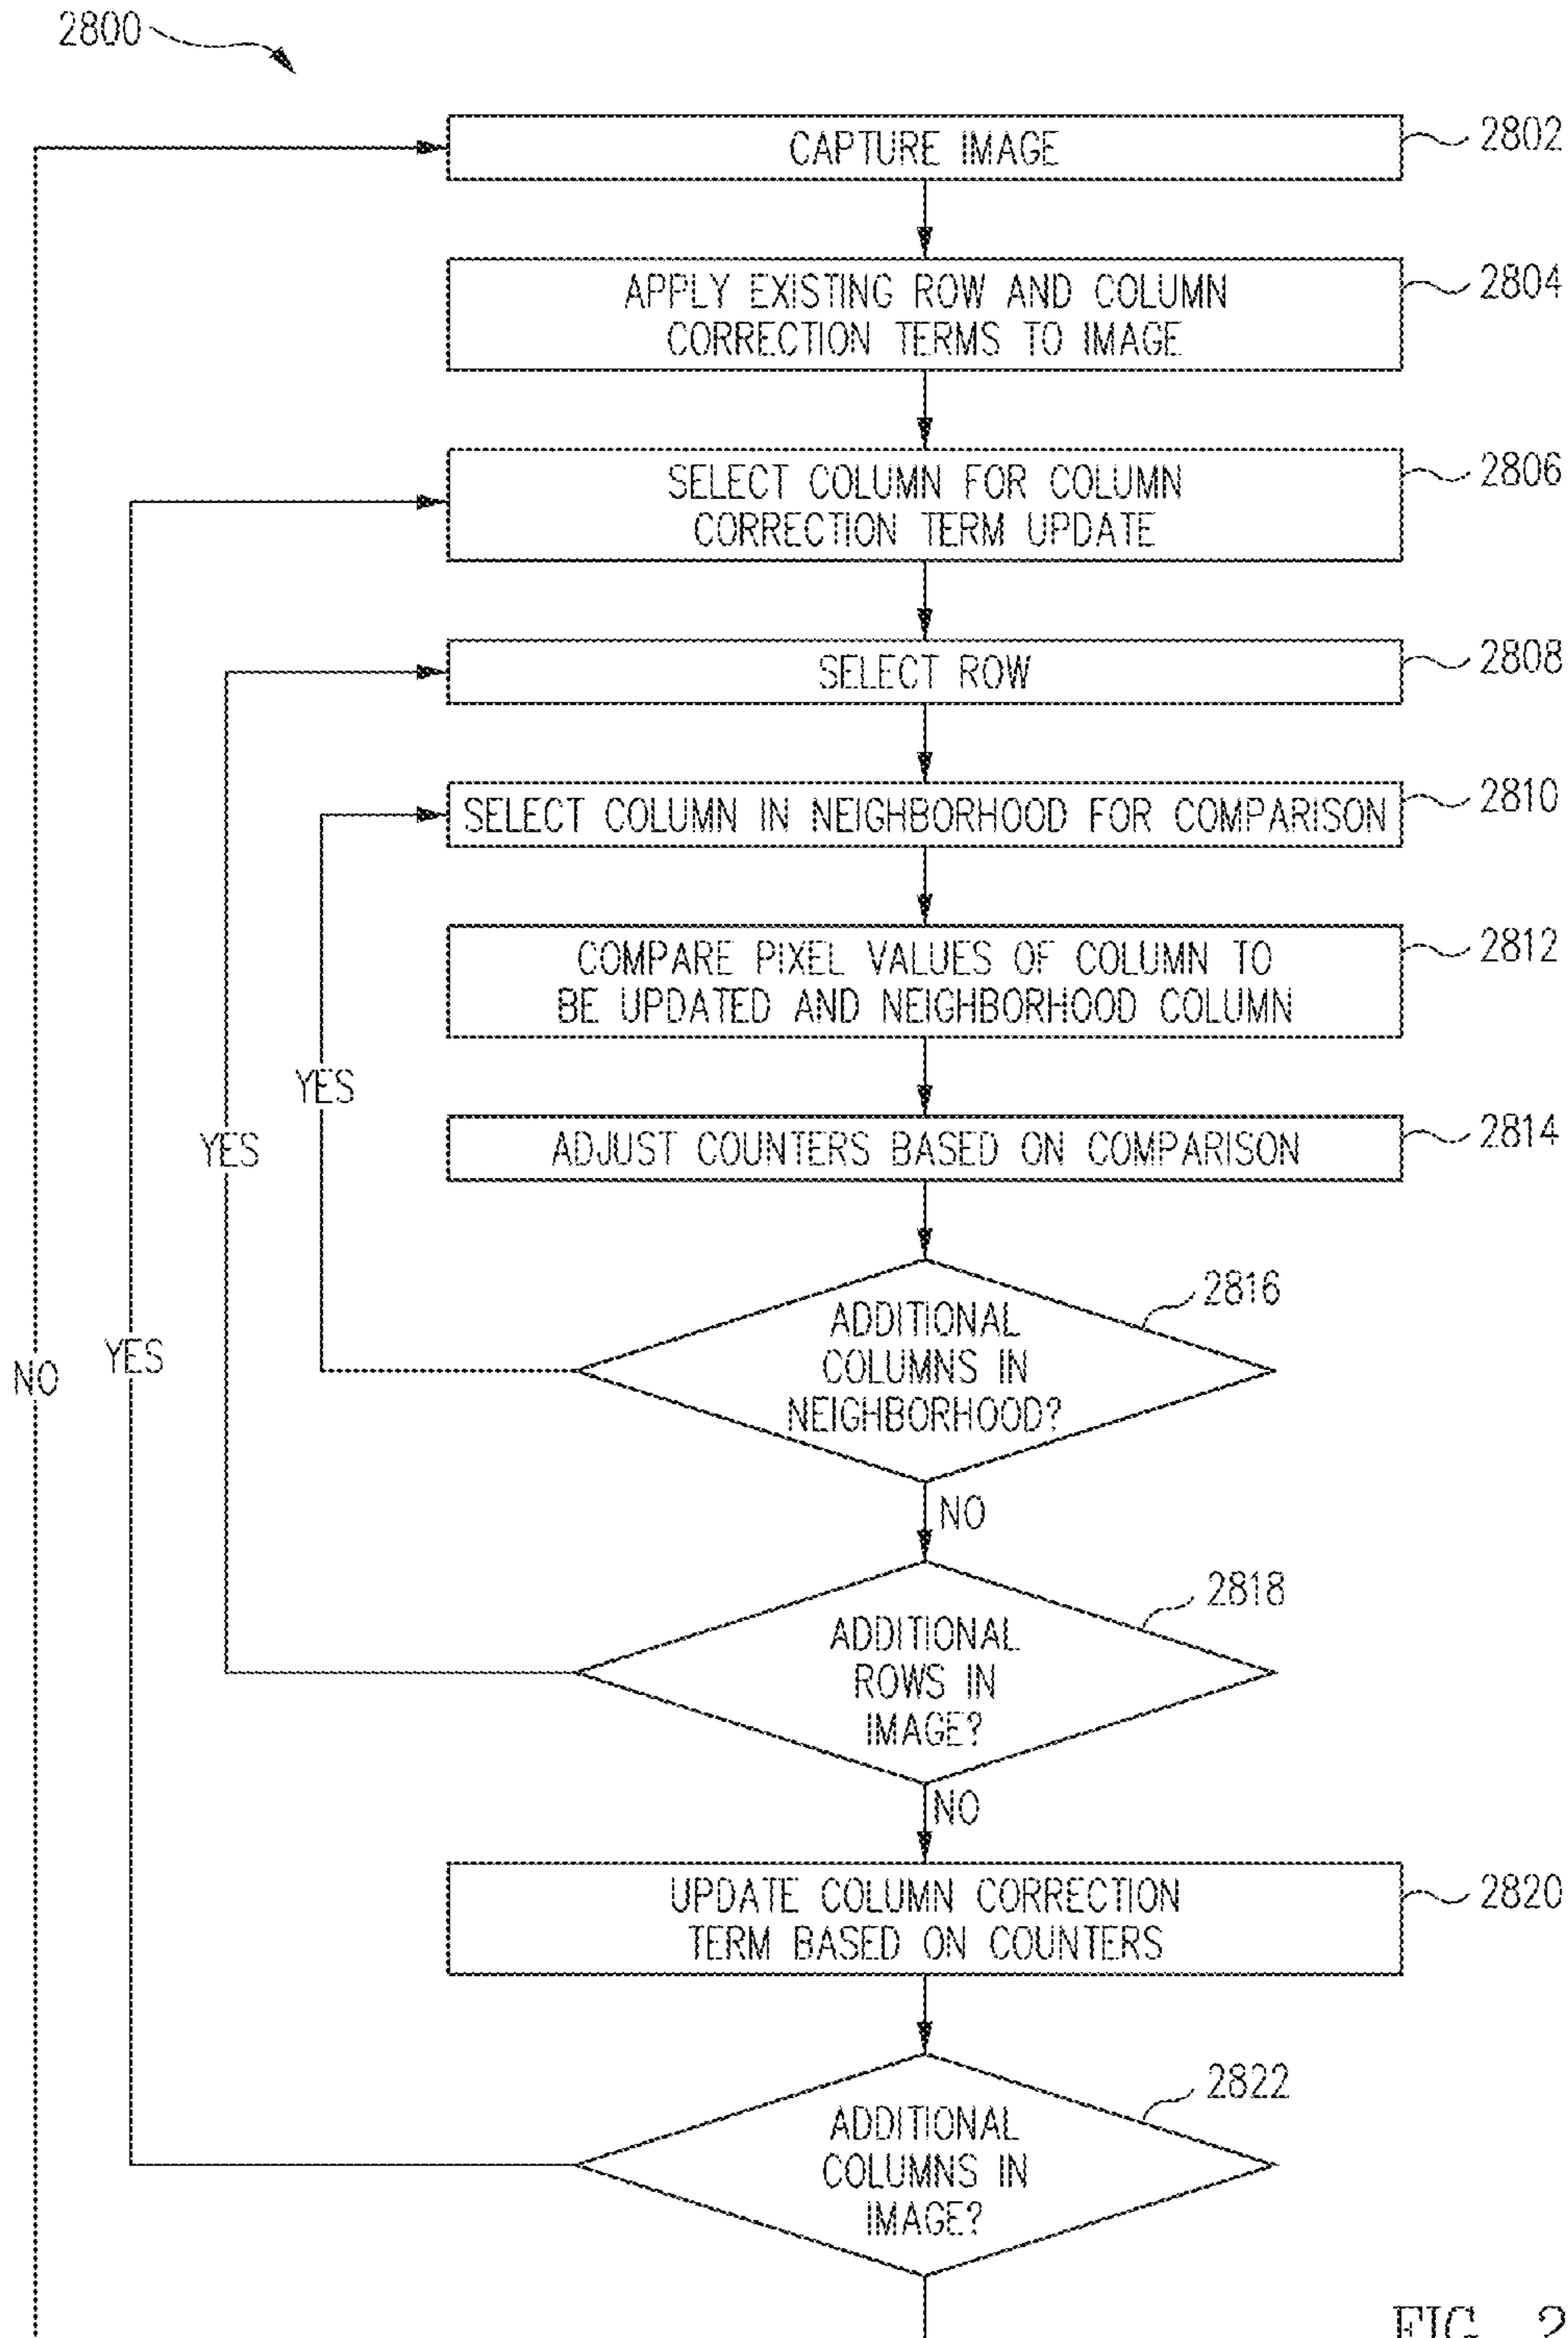 2800
CAPTURE IMAGE
2802
APPLY EXISTING ROW AND COLUMN
CORRECTION TERMS TO IMAGE
2804
SELECT COLUMN FOR COLUMN
CORRECTION TERM UPDATE
2806
SELECT ROW
2808
SELECT COLUMN IN NEIGHBORHOOD FOR COMPARISON
2810
COMPARE PIXEL VALUES OF COLUMN TO
BE UPDATED AND NEIGHBORHOOD COLUMN
2812
YES
ADJUST COUNTERS BASED ON COMPARISON
2814
YES
2816
ADDITIONAL
COLUMNS IN
NEIGHBORHOOD?
YES
NO
NO
2818
ADDITIONAL
ROWS IN
IMAGE?
NO
UPDATE COLUMN CORRECTION
TERM BASED ON COUNTERS
2820
2822
ADDITIONAL
COLUMNS IN
IMAGE?
FIG. 2